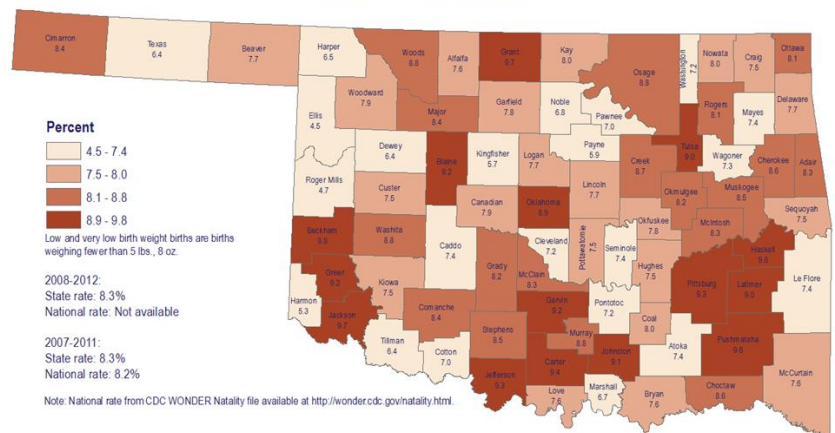 Cimarron
8.4
Texas
6.4
Beaver
7.7
Harper
6.5
Woods
8.8
Alfalfa
7.6
Grant
9.7
Kay
8.0
Osage
8.8
Washington
7.2
Nowata
8.0
Craig
7.5
Ottawa
8.1
Woodward
7.9
Major
8.4
Garfield
7.8
Noble
6.8
Pawnee
7.0
Rogers
8.1
Mayes
7.4
Delaware
7.7
Ellis
4.5
Percent
4.5 - 7.4
7.5 - 8.0
8.1 - 8.8
8.9 - 9.8
Low and very low birth weight births are births
weighing fewer than 5 lbs., 8 oz.
2008-2012:
State rate: 8.3%
National rate: Not available
2007-2011:
State rate: 8.3%
National rate: 8.2%
Note: National rate from CDC WONDER Natality file available at http://wonder.cdc.gov/natality.html.
Dewey
6.4
Blaine
9.2
Kingfisher
5.7
Logan
7.7
Payne
5.9
Creek
8.7
Tulsa
9.0
Wagoner
7.3
Cherokee
8.6
Adair
8.3
Roger Mills
4.7
Custer
7.5
Canadian
7.9
Oklahoma
8.9
Lincoln
7.7
Okmulgee
8.2
Muskogee
8.5
Okfuskee
7.8
McIntosh
8.3
Sequoyah
7.5
Beckham
Washita
8.8
Caddo
7.4
Grady
8.2
Cleveland
7.2
McClain
8.3
Pottawatomie
7.5
Seminole
7.4
Hughes
7.5
Pittsburg
9.3
Haskell
Latimer
9.0
Le Flore
7.4
Greer
9.2
Kiowa
7.5
Harmon
5.3
Jackson
9.7
Comanche
8.4
Tillman
6.4
Cotton
7.0
Stephens
8.5
Garvin
9.2
Murray
8.8
Pontotoc
7.2
Coal
8.0
Atoka
7.4
Pushmataha
McCurtain
7.6
Jefferson
9.3
Carter
9.4
Johnston
9.1
Love
7.6
Marshall
6.7
Bryan
7.6
Choctaw
8.6